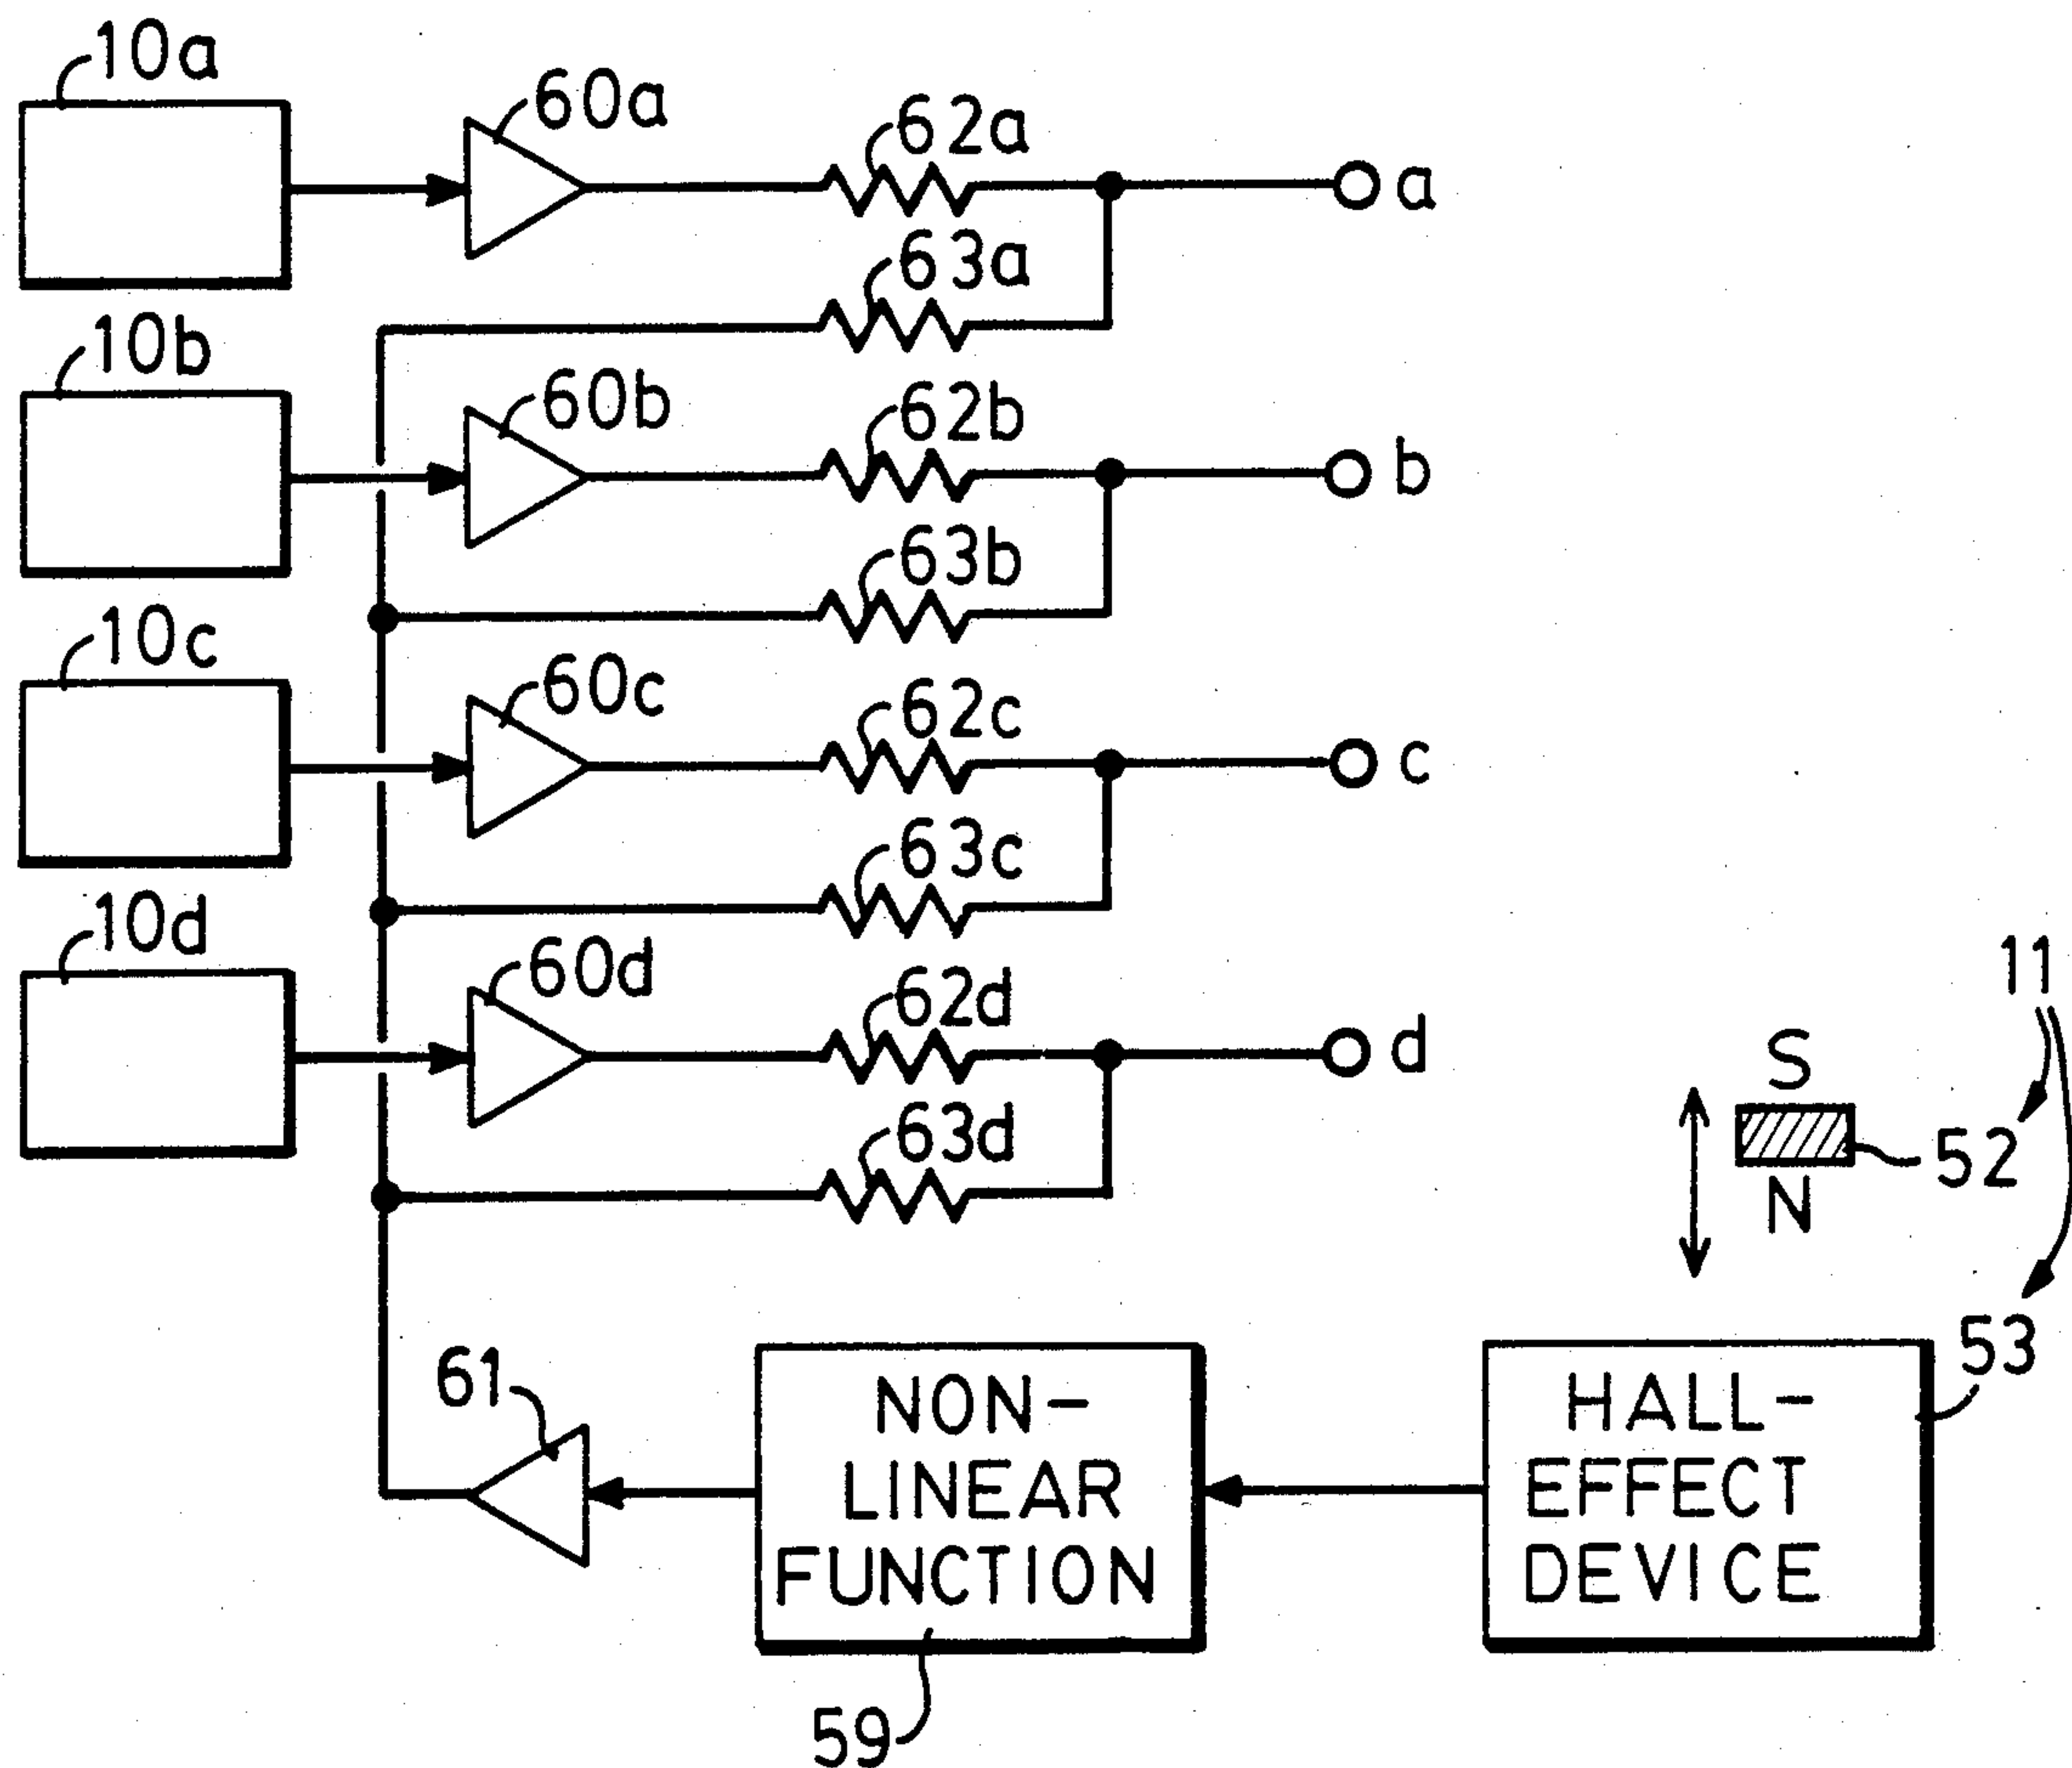 10a
60a
62a
a
63a
10b
60b
62b
b
63b
10c
60c
62c
c
63c
10d
60d
62d
d
63d
11
S
52
N
61
NON-
LINEAR
FUNCTION
HALL-
EFFECT
DEVICE
53
59